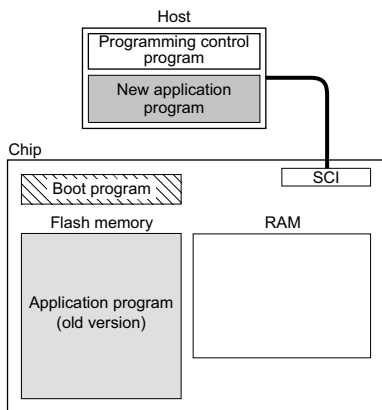 Host
Programming control
program
New application
program
Chip
SCI
Boot program
Flash memory
RAM
Application program
(old version)